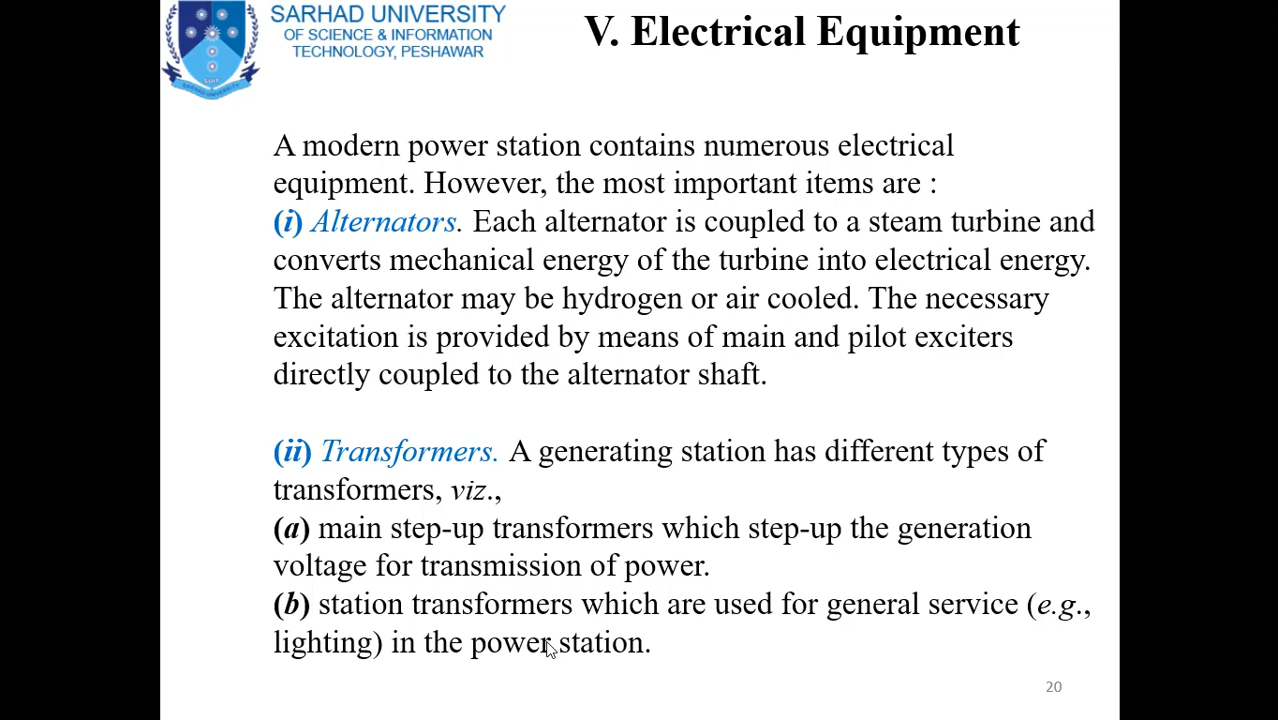 SARHAD UNIVERSITY
OF SCIENCE & INFORMATION
TECHNOLOGY, PESHAWAR
V. Electrical Equipment
A modern power station contains numerous electrical
equipment. However, the most important items are :
(i) Alternators. Each alternator is coupled to a steam turbine and
converts mechanical energy of the turbine into electrical energy.
The alternator may be hydrogen or air cooled. The necessary
excitation is provided by means of main and pilot exciters
directly coupled to the alternator shaft.
(ii) Transformers. A generating station has different types of
transformers, viz.,
(a) main step-up transformers which step-up the generation
voltage for transmission of power.
(b) station transformers which are used for general service (e.g.,
lighting) in the power station.
20